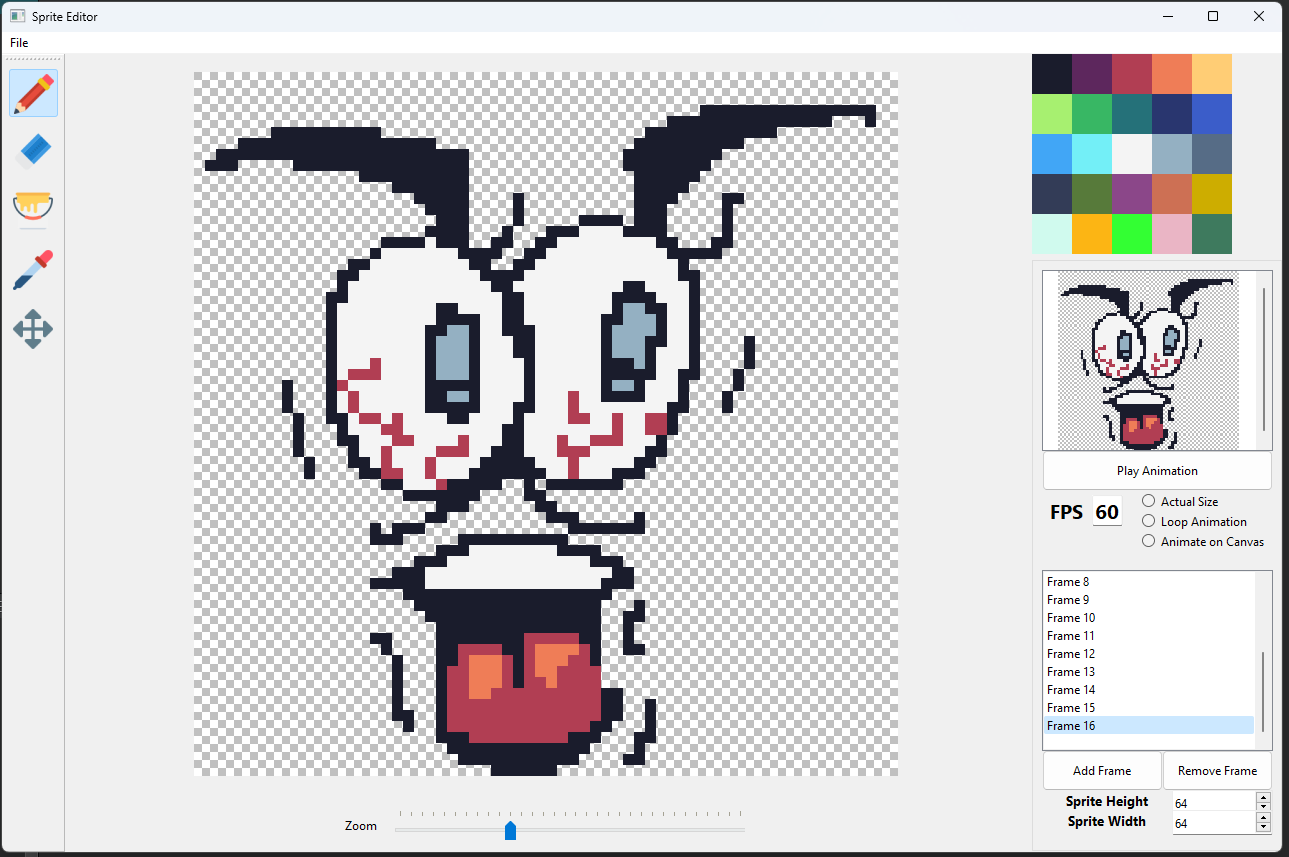 Sprite Editor
File
Play Animation
FPS 60
Actual Size
Loop Animation
Animate on Canvas
Frame 8
Frame 9
Frame 10
Frame 11
Frame 12
Frame 13
Frame 14
Frame 15
Frame 16
Add Frame
Remove Frame
Sprite Height 64
Sprite Width 64
Zoom